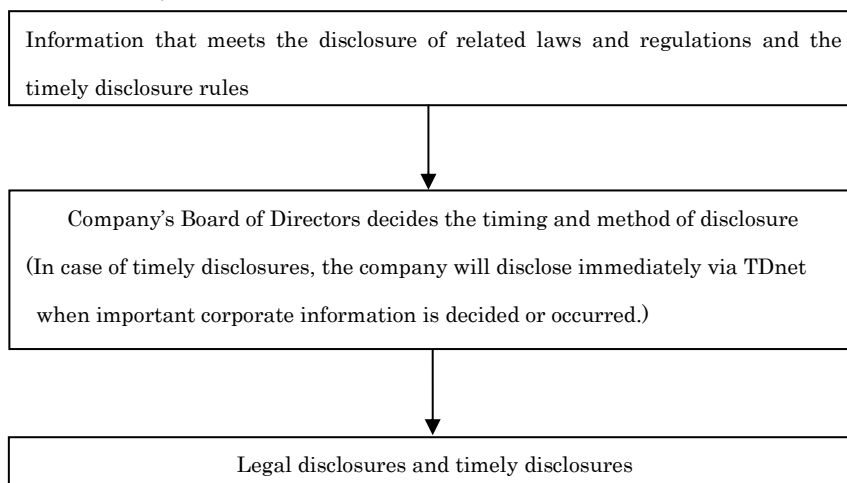 Information that meets the disclosure of related laws and regulations and the
timely disclosure rules
Company’s Board of Directors decides the timing and method of disclosure
(In case of timely disclosures, the company will disclose immediately via TDnet
when important corporate information is decided or occurred.)
Legal disclosures and timely disclosures